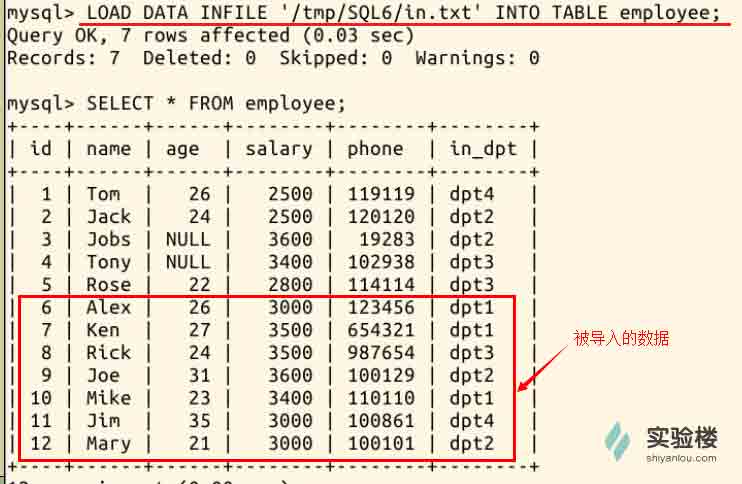 mysql> LOAD DATA INFILE '/tmp/SQL6/in.txt' INTO TABLE employee;
Query OK, 7 rows affected (0.03 sec)
Records: 7  Deleted: 0  Skipped: 0  Warnings: 0
mysql> SELECT * FROM employee;
+----+------+------+--------+--------+--------+
| id | name | age  | salary | phone  | in_dpt |
+----+------+------+--------+--------+--------+
|  1 | Tom  |   26 |   2500 | 119119 | dpt4   |
|  2 | Jack |   24 |   2500 | 120120 | dpt2   |
|  3 | Jobs | NULL |   3600 |  19283 | dpt2   |
|  4 | Tony | NULL |   3400 | 102938 | dpt3   |
|  5 | Rose |   22 |   2800 | 114114 | dpt3   |
|  6 | Alex |   26 |   3000 | 123456 | dpt1   |
|  7 | Ken  |   27 |   3500 | 654321 | dpt1   |
|  8 | Rick |   24 |   3500 | 987654 | dpt3   |
|  9 | Joe  |   31 |   3600 | 100129 | dpt2   |
| 10 | Mike |   23 |   3400 | 110110 | dpt1   |
| 11 | Jim  |   35 |   3000 | 100861 | dpt4   |
| 12 | Mary |   21 |   3000 | 100101 | dpt2   |
+----+------+------+--------+--------+--------+
被导入的数据
实验楼
shiyanlou.com